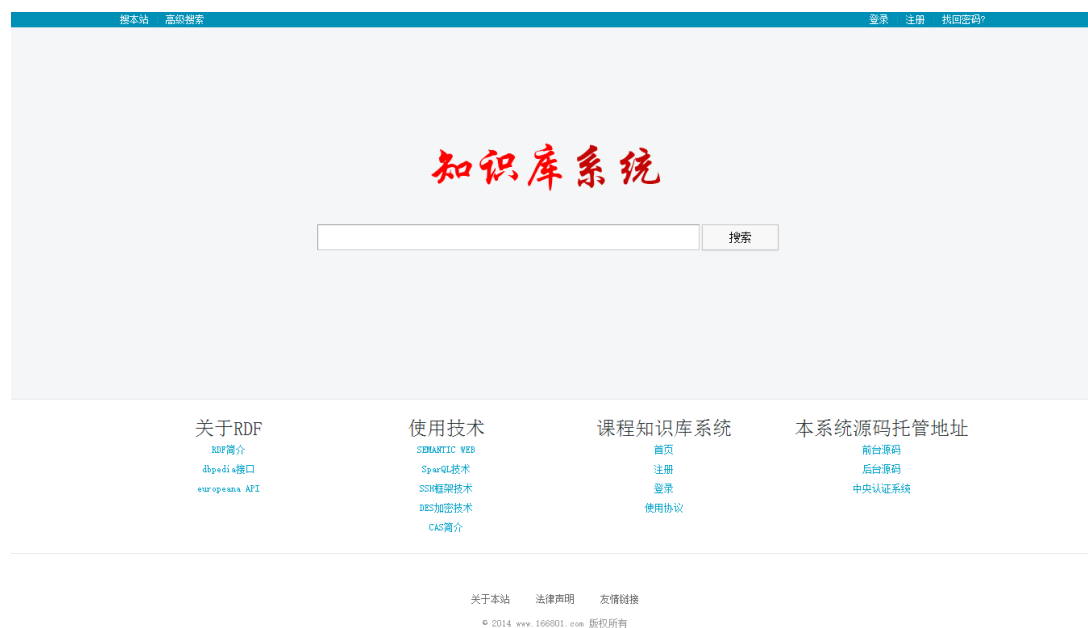 搜本站 高级搜索 登录 注册 找回密码?
知识库系统
搜索
关于RDF 使用技术 课程知识库系统 本系统源码托管地址
RDF简介 SEMANTIC WEB 首页 前台源码
dbpedia接口 SparQL技术 注册 后台源码
europeana API SSH框架技术 登录 中央认证系统
DES加密技术 使用协议
CAS简介
关于本站 法律声明 友情链接
© 2014 www.166801.com 版权所有